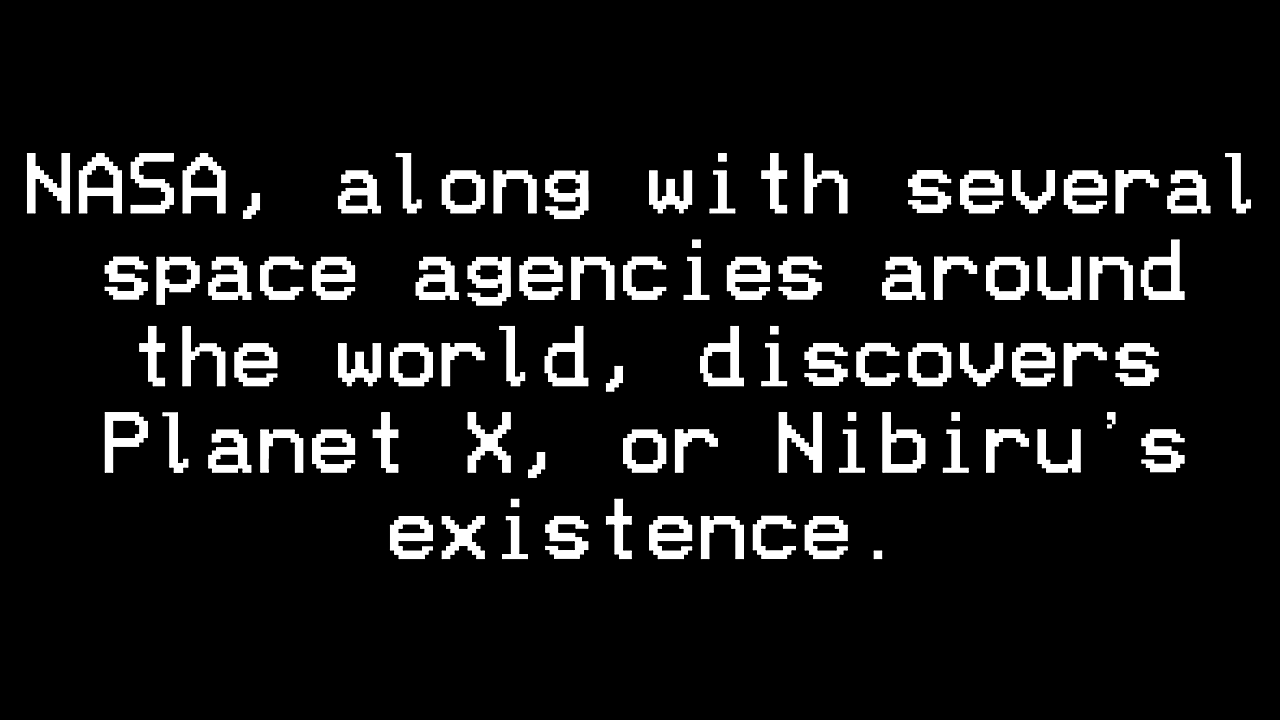 NASA, along with several
space agencies around
the world, discovers
Planet X, or Nibiru's
existence.